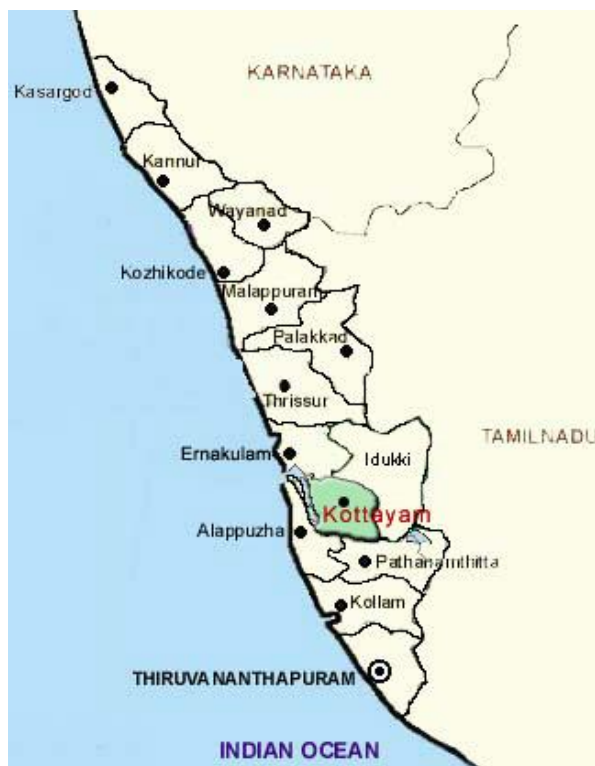 KARNATAKA
Kasargod
Kannur
Wayanad
Kozhikode
Malappuram
Palakkad
Thrissur
TAMILNADU
Ernakulam
Idukki
Kottayam
Alappuzha
Pathanamthitta
Kollam
THIRUVANANTHAPURAM
INDIAN OCEAN